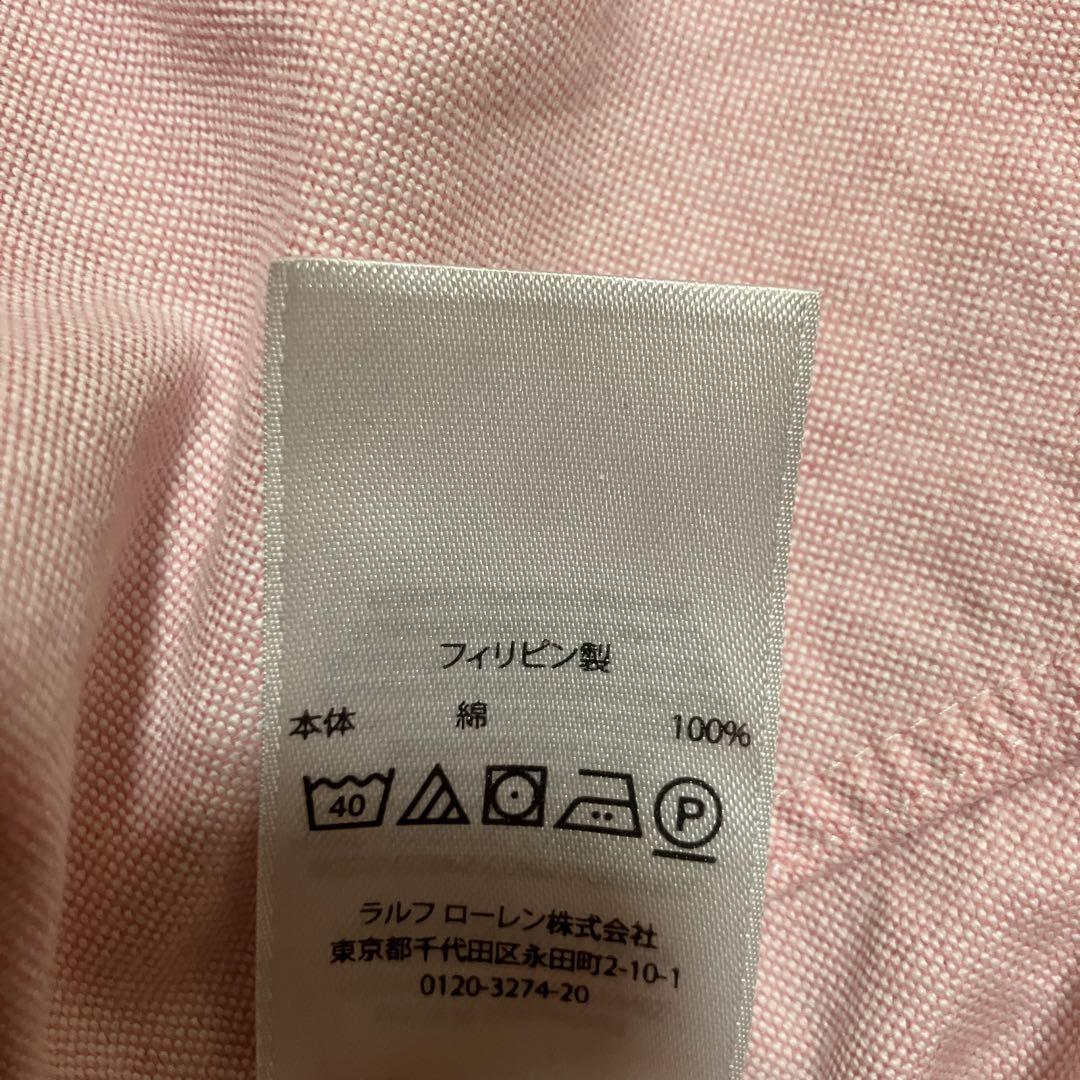 フィリピン製
本体 綿 100%
40 P
ラルフ ローレン株式会社
東京都千代田区永田町2-10-1
0120-3274-20